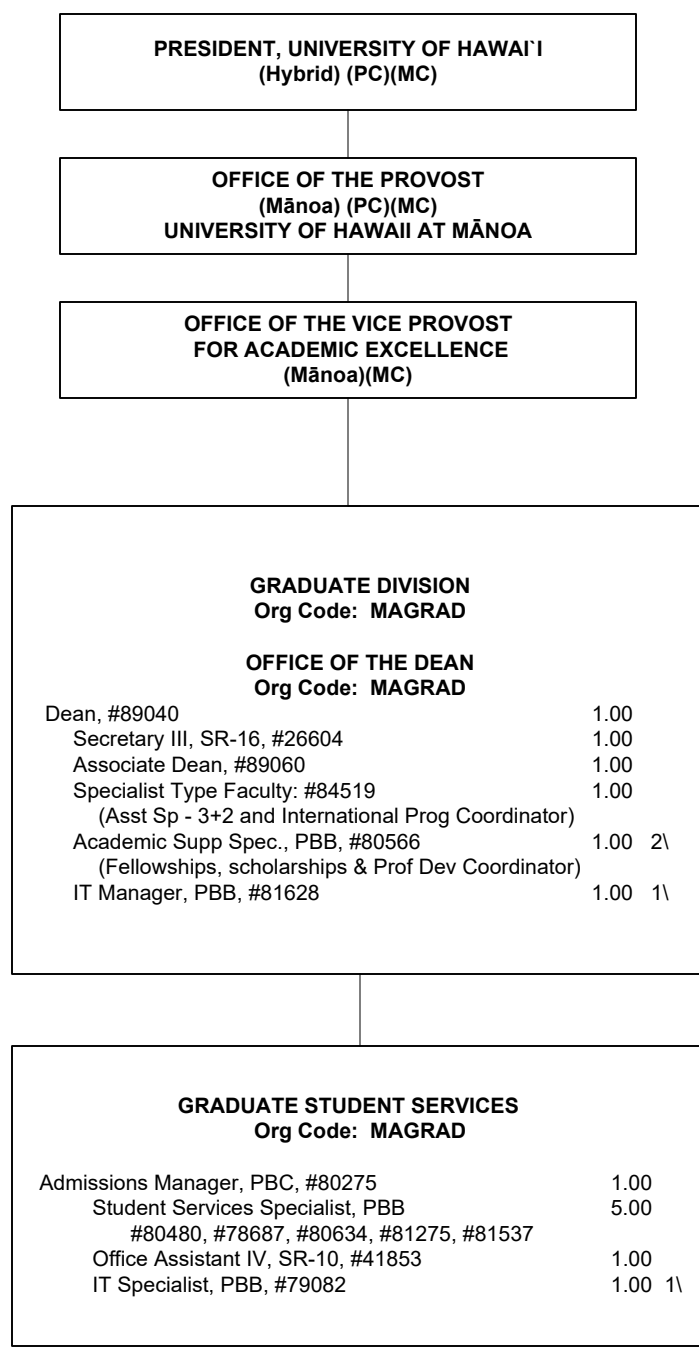 PRESIDENT, UNIVERSITY OF HAWAI`I
(Hybrid) (PC)(MC)
OFFICE OF THE PROVOST
(Mānoa) (PC)(MC)
UNIVERSITY OF HAWAII AT MĀNOA
OFFICE OF THE VICE PROVOST
FOR ACADEMIC EXCELLENCE
(Mānoa)(MC)
GRADUATE DIVISION
Org Code: MAGRAD
OFFICE OF THE DEAN
Org Code: MAGRAD
Dean, #89040 1.00
Secretary III, SR-16, #26604 1.00
Associate Dean, #89060 1.00
Specialist Type Faculty: #84519 1.00
(Asst Sp - 3+2 and International Prog Coordinator)
Academic Supp Spec., PBB, #80566 1.00 2\
(Fellowships, scholarships & Prof Dev Coordinator)
IT Manager, PBB, #81628 1.00 1\
GRADUATE STUDENT SERVICES
Org Code: MAGRAD
Admissions Manager, PBC, #80275 1.00
Student Services Specialist, PBB 5.00
#80480, #78687, #80634, #81275, #81537
Office Assistant IV, SR-10, #41853 1.00
IT Specialist, PBB, #79082 1.00 1\